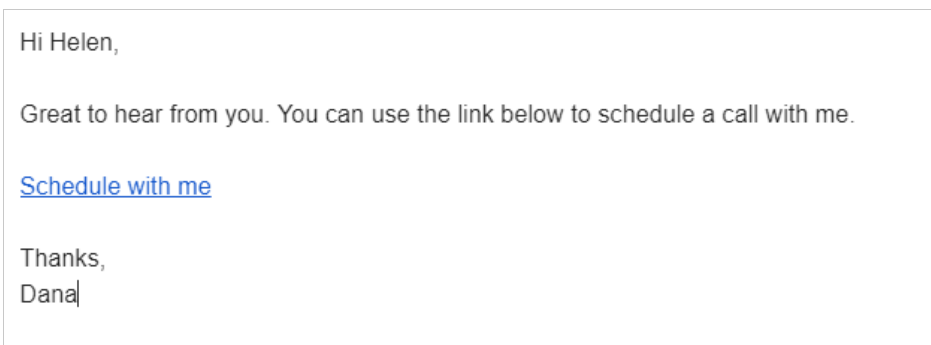 Hi Helen,
Great to hear from you. You can use the link below to schedule a call with me.
Schedule with me
Thanks,
Dana